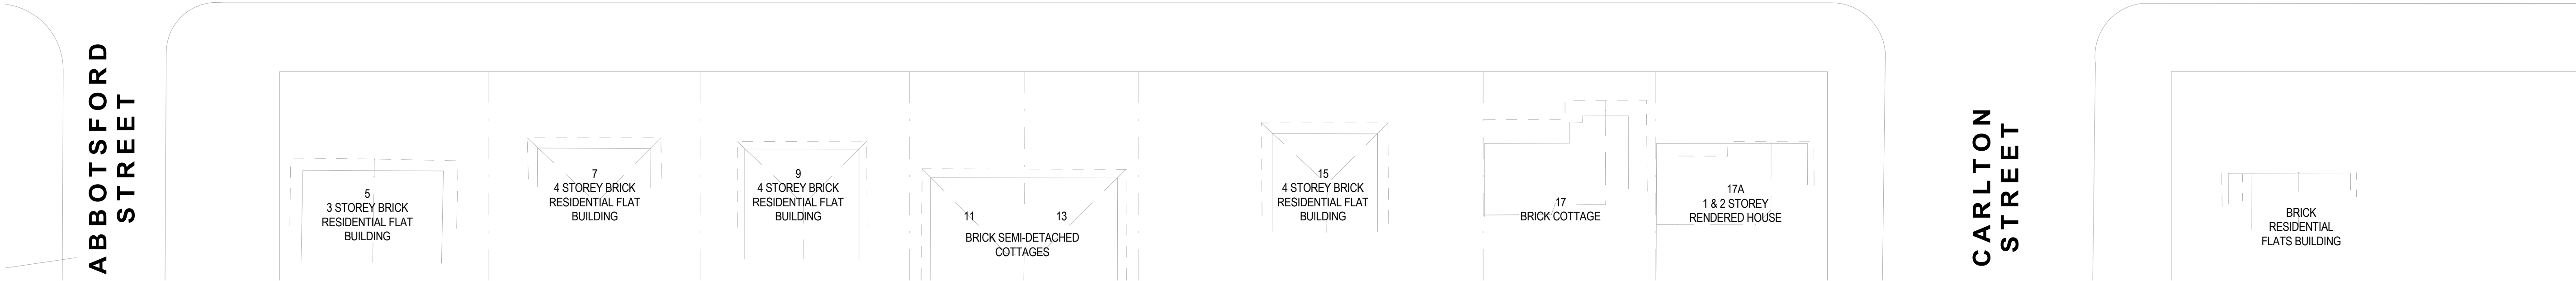 ABBOTSFORD
STREET
5
3 STOREY BRICK
RESIDENTIAL FLAT
BUILDING
7
4 STOREY BRICK
RESIDENTIAL FLAT
BUILDING
9
4 STOREY BRICK
RESIDENTIAL FLAT
BUILDING
11
13
BRICK SEMI-DETACHED
COTTAGES
15
4 STOREY BRICK
RESIDENTIAL FLAT
BUILDING
17
BRICK COTTAGE
17A
1 & 2 STOREY
RENDERED HOUSE
CARLTON
STREET
BRICK
RESIDENTIAL
FLATS BUILDING